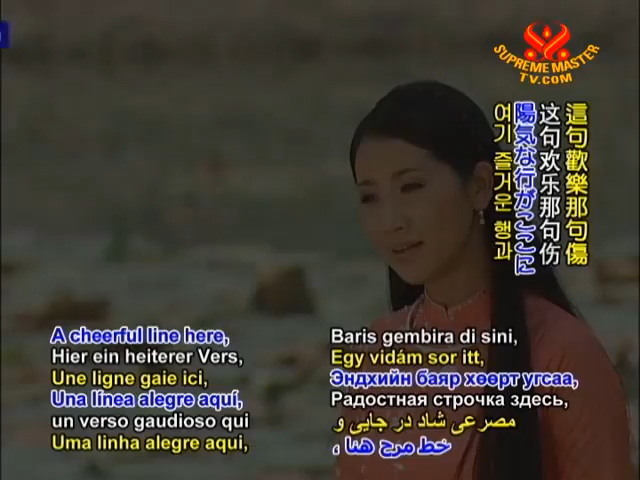 SUPREME MASTER
TV.COM
這句歡樂那句傷
这句欢乐那句伤
陽気な行がここに
여기 즐거운 행과
A cheerful line here,
Hier ein heiterer Vers,
Une ligne gaie ici,
Una línea alegre aquí,
un verso gaudioso qui
Uma linha alegre aqui,
Baris gembira di sini,
Egy vidám sor itt,
Эндхийн баяр хөөрт угсаа,
Радостная строчка здесь,
مصرعی شاد در جایی و
خط مرح هنا ،